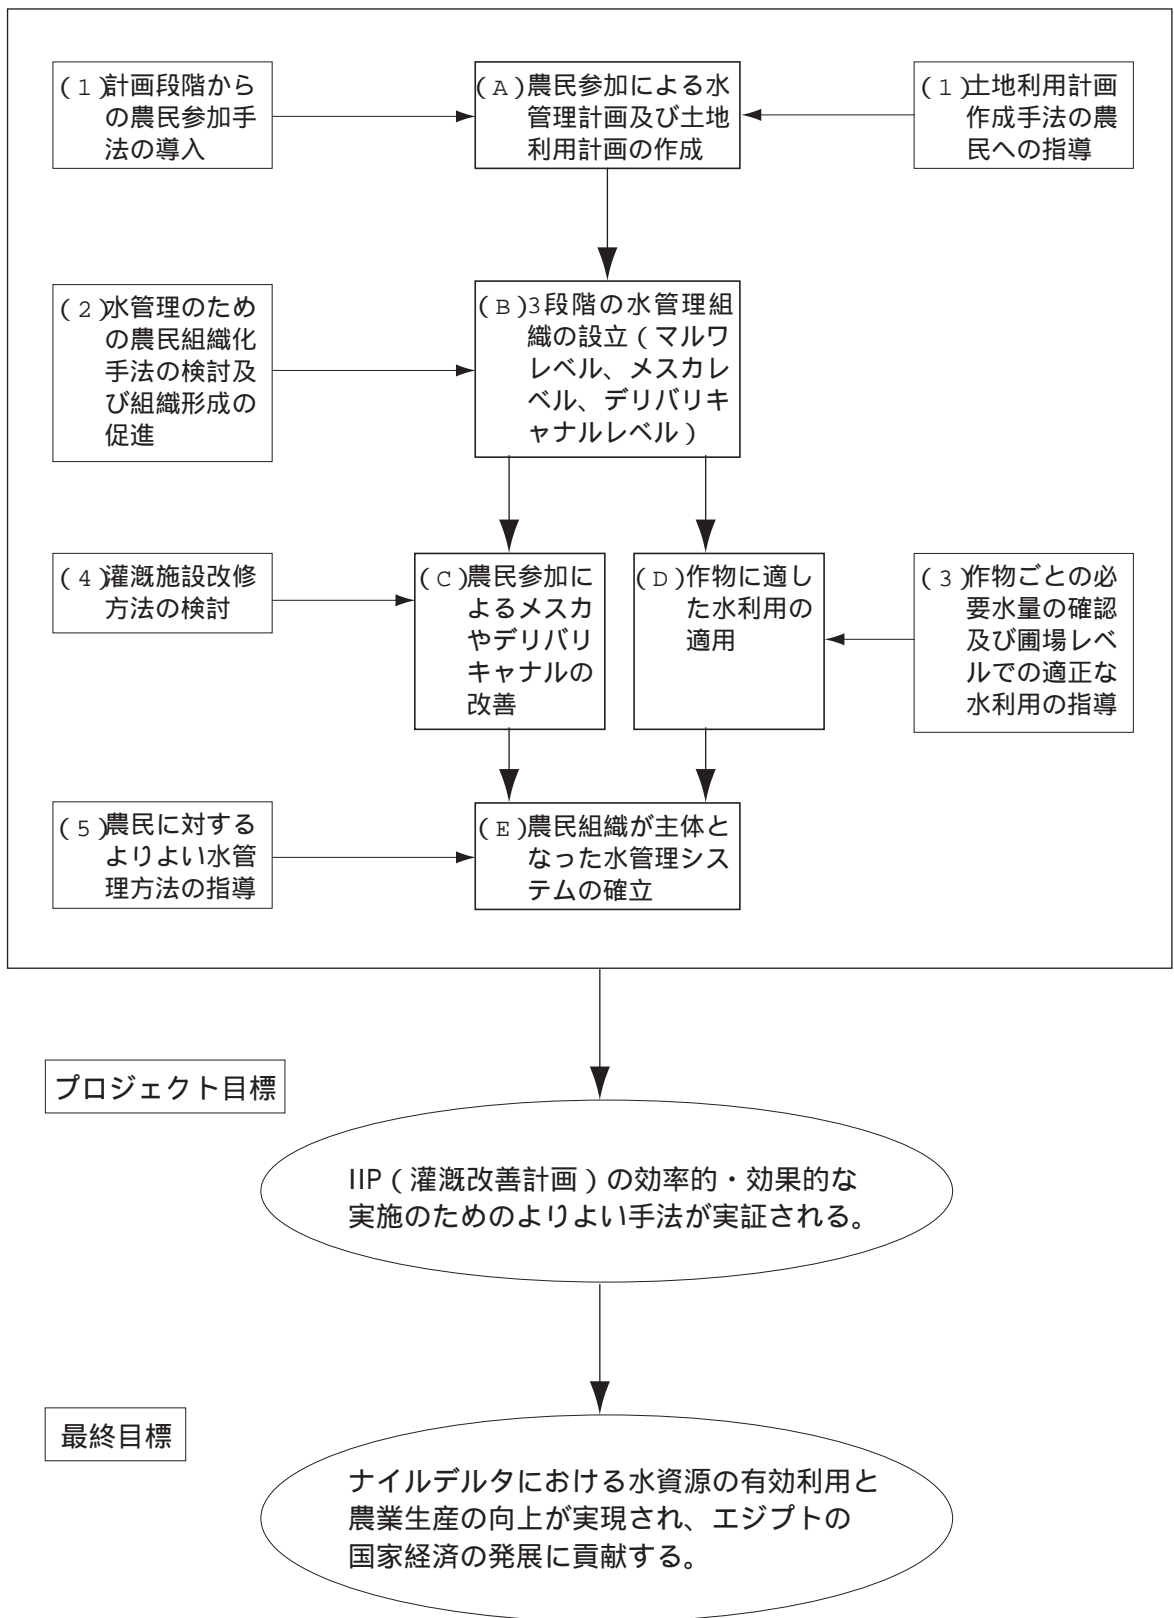 (1)計画段階から
の農民参加手
法の導入
(A)農民参加による水
管理計画及び土地
利用計画の作成
(1)土地利用計画
作成手法の農
民への指導
(2)水管理のため
の農民組織化
手法の検討及
び組織形成の
促進
(B)3段階の水管理組
織の設立(マルワ
レベル、メスカレ
ベル、デリバリキ
ャナルレベル)
(4)灌漑施設改修
方法の検討
(C)農民参加に
よるメスカ
やデリバリ
キャナルの
改善
(D)作物に適し
た水利用の
適用
(3)作物ごとの必
要水量の確認
及び圃場レベ
ルでの適正な
水利用の指導
(5)農民に対する
よりよい水管
理方法の指導
(E)農民組織が主体と
なった水管理シス
テムの確立
プロジェクト目標
IIP(灌漑改善計画)の効率的・効果的な
実施のためのよりよい手法が実証される。
最終目標
ナイルデルタにおける水資源の有効利用と
農業生産の向上が実現され、エジプトの
国家経済の発展に貢献する。